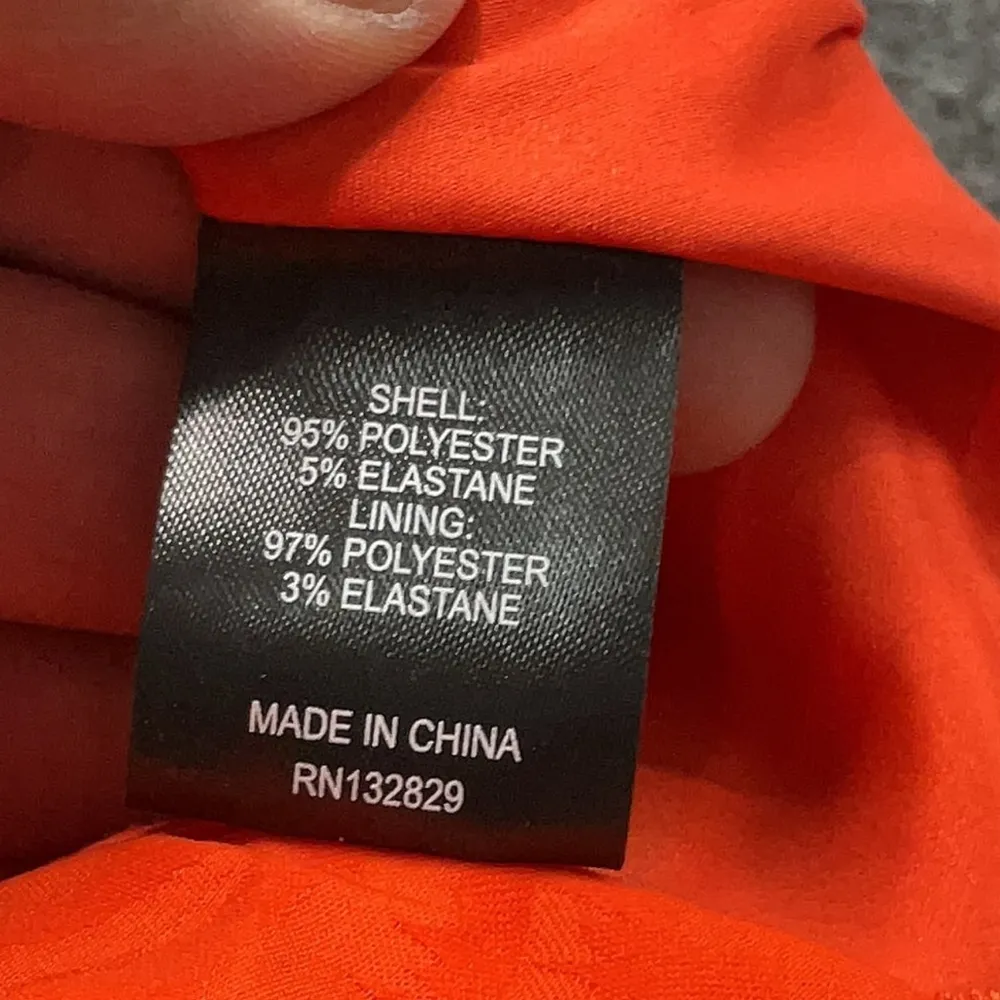 SHELL:
95% POLYESTER
5% ELASTANE
LINING:
97% POLYESTER
3% ELASTANE
MADE IN CHINA
RN132829